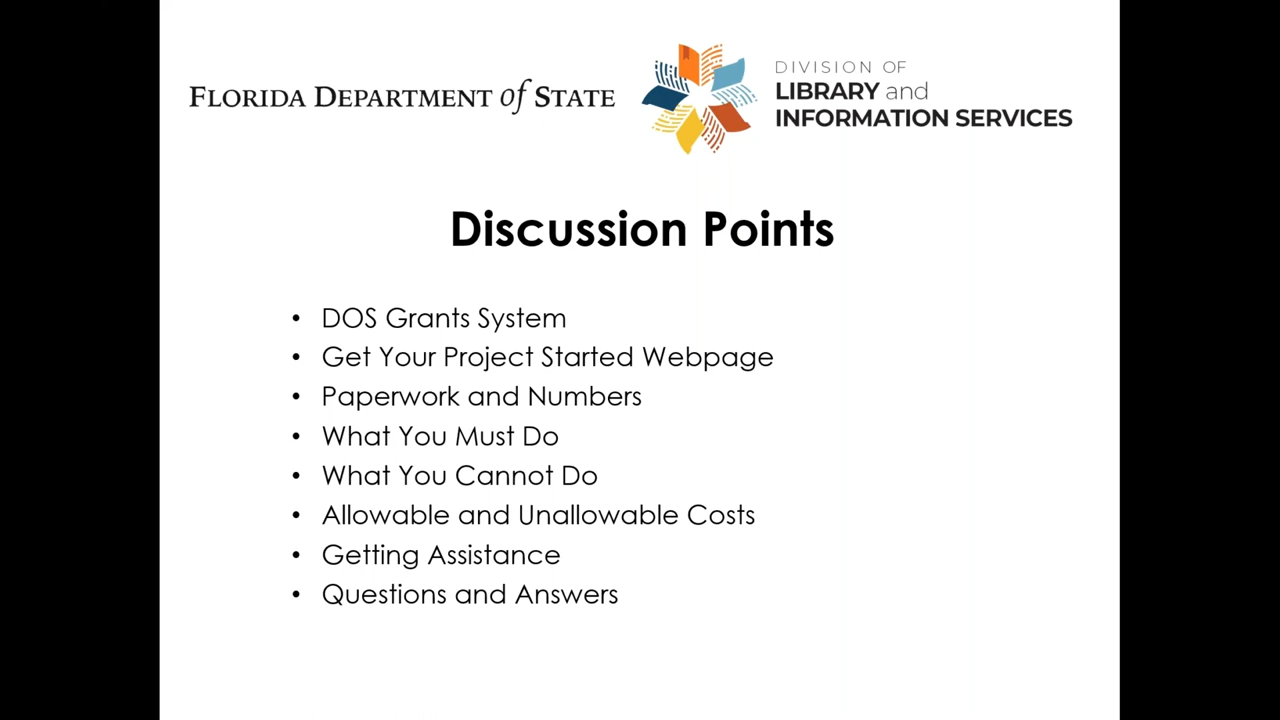 FLORIDA DEPARTMENT of STATE
DIVISION OF
LIBRARY and
INFORMATION SERVICES
Discussion Points
• DOS Grants System
• Get Your Project Started Webpage
• Paperwork and Numbers
• What You Must Do
• What You Cannot Do
• Allowable and Unallowable Costs
• Getting Assistance
• Questions and Answers